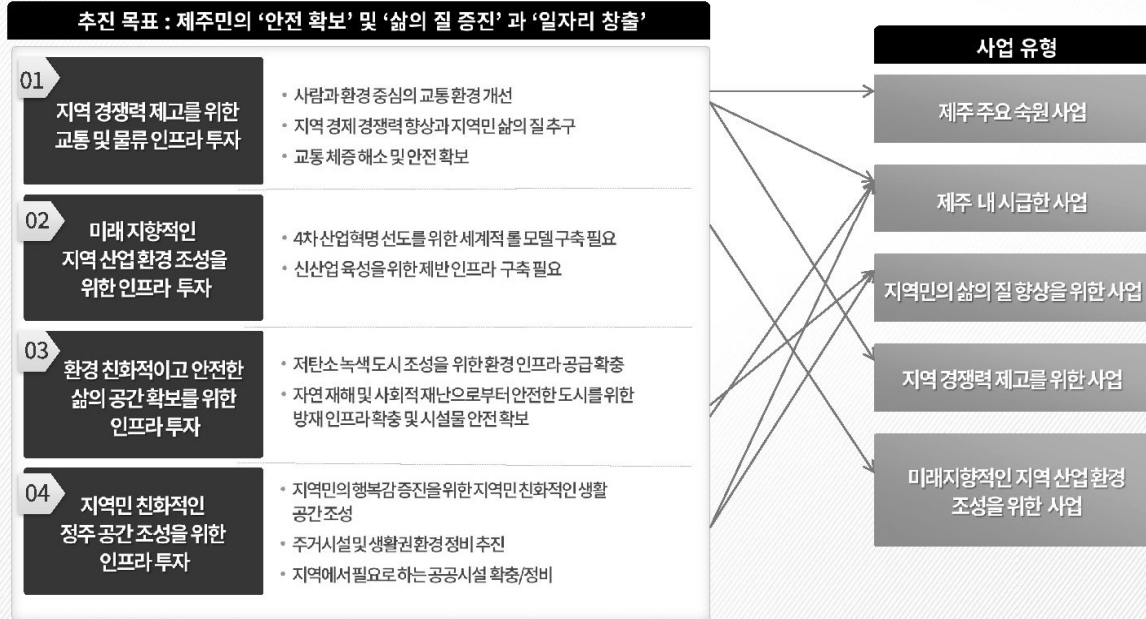 추진 목표 : 제주민의 ‘안전 확보’ 및 ‘삶의 질 증진’ 과 ‘일자리 창출’
01
지역 경쟁력 제고를 위한
교통 및 물류 인프라 투자
• 사람과 환경 중심의 교통 환경 개선
• 지역 경제 경쟁력 향상과 지역민 삶의 질 추구
• 교통 체증 해소 및 안전 확보
02
미래 지향적인
지역 산업 환경 조성을
위한 인프라 투자
• 4차 산업혁명 선도를 위한 세계적 롤 모델 구축 필요
• 신산업 육성을 위한 제반 인프라 구축 필요
03
환경 친화적이고 안전한
삶의 공간 확보를 위한
인프라 투자
• 저탄소 녹색 도시 조성을 위한 환경 인프라 공급 확충
• 자연 재해 및 사회적 재난으로부터 안전한 도시를 위한
방재 인프라 확충 및 시설물 안전 확보
04
지역민 친화적인
정주 공간 조성을 위한
인프라 투자
• 지역민의 행복감 증진을 위한 지역민 친화적인 생활
공간 조성
• 주거시설 및 생활권 환경 정비 추진
• 지역에서 필요로 하는 공공시설 확충/정비
사업 유형
제주 주요 숙원 사업
제주 내 시급한 사업
지역민의 삶의 질 향상을 위한 사업
지역 경쟁력 제고를 위한 사업
미래지향적인 지역 산업 환경
조성을 위한 사업